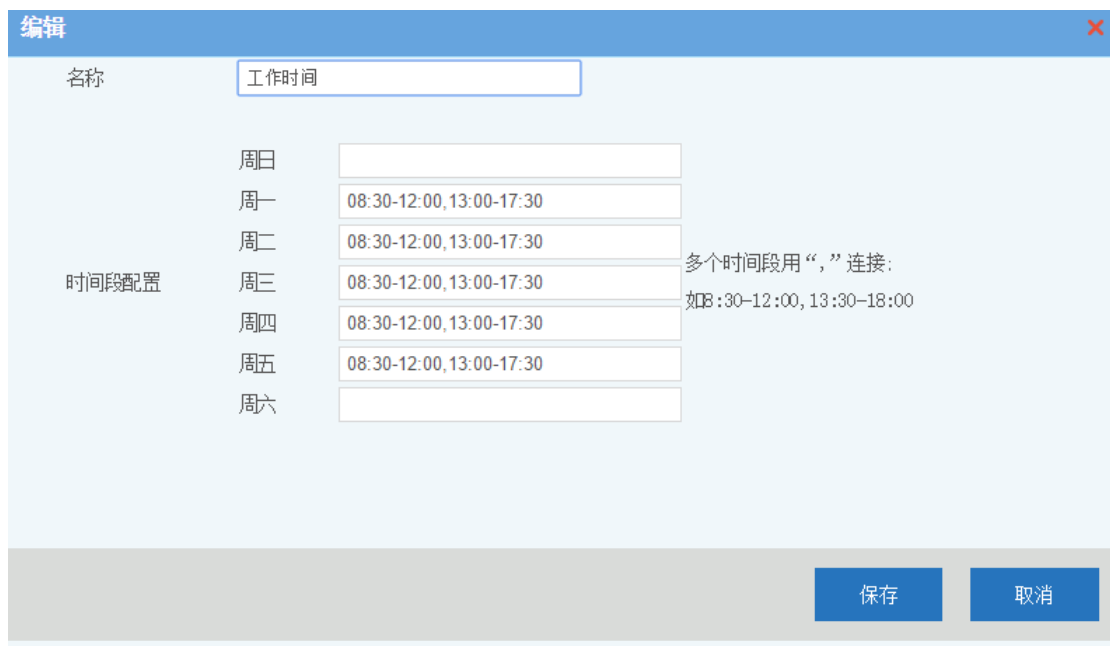 编辑
名称
工作时间
周日
周一 08:30-12:00,13:00-17:30
周二 08:30-12:00,13:00-17:30
时间段配置
周三 08:30-12:00,13:00-17:30
周四 08:30-12:00,13:00-17:30
周五 08:30-12:00,13:00-17:30
周六
多个时间段用“,”连接:
如8:30-12:00,13:30-18:00
保存
取消